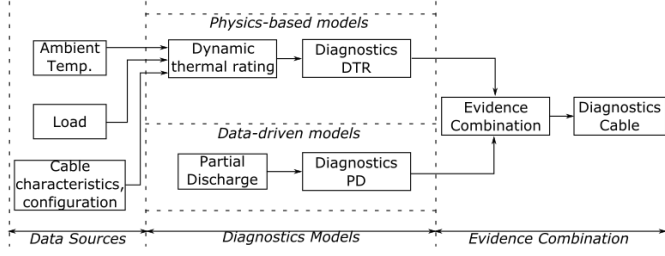 Physics-based models
Ambient
Temp.
Dynamic
thermal rating
Diagnostics
DTR
Load
Evidence
Combination
Diagnostics
Cable
Data-driven models
Cable
characteristics,
configuration
Partial
Discharge
Diagnostics
PD
Data Sources
Diagnostics Models
Evidence Combination